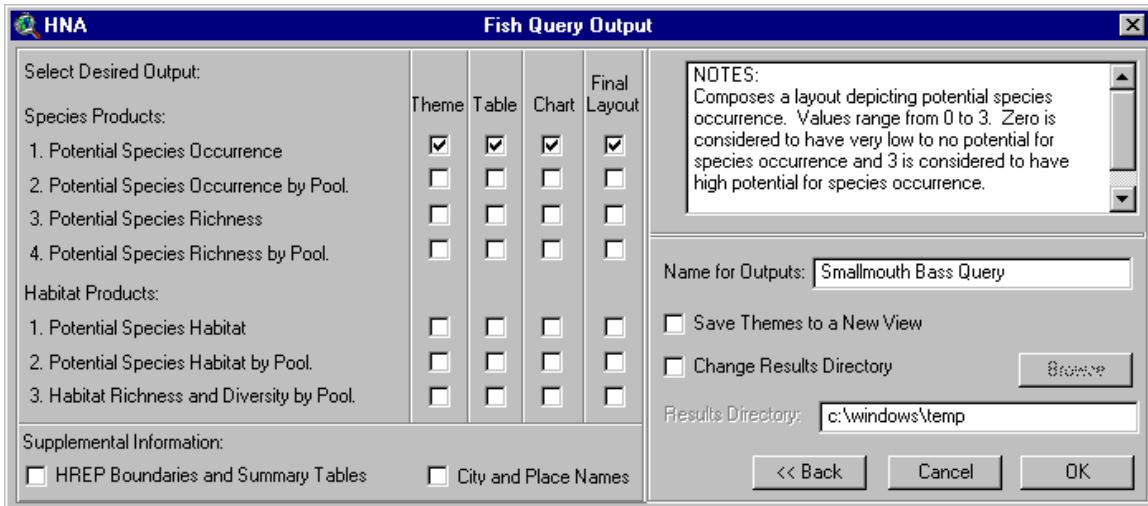 HNA
Fish Query Output
Select Desired Output:
Theme Table Chart Final
Layout
Species Products:
1. Potential Species Occurrence
2. Potential Species Occurrence by Pool.
3. Potential Species Richness
4. Potential Species Richness by Pool.
Habitat Products:
1. Potential Species Habitat
2. Potential Species Habitat by Pool.
3. Habitat Richness and Diversity by Pool.
Supplemental Information:
HREP Boundaries and Summary Tables
City and Place Names
NOTES:
Composes a layout depicting potential species
occurrence. Values range from 0 to 3. Zero is
considered to have very low to no potential for
species occurrence and 3 is considered to have
high potential for species occurrence.
Name for Outputs: Smallmouth Bass Query
Save Themes to a New View
Change Results Directory
Browse
Results Directory: c:\windows\temp
<< Back
Cancel
OK